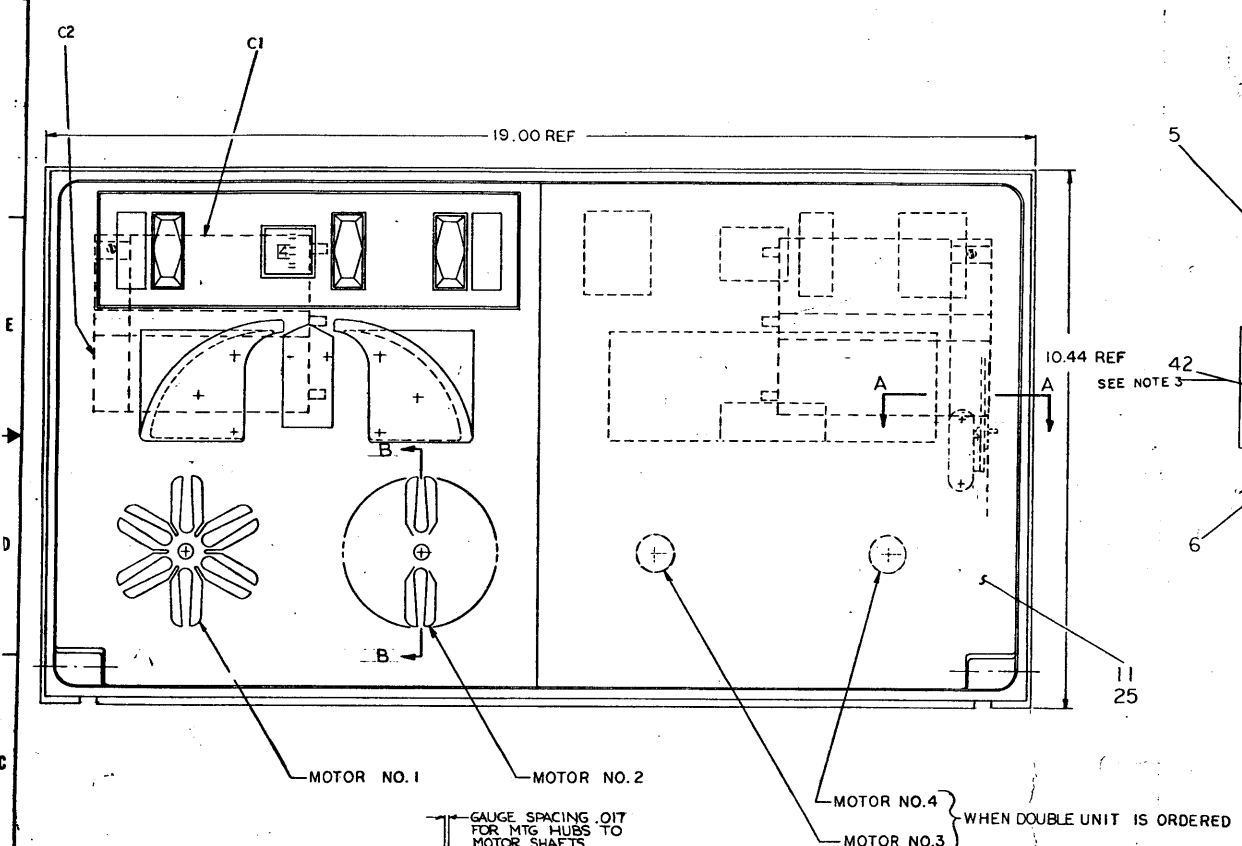 C2
C1
19.00 REF
5
E
10.44 REF
42
SEE NOTE 3
A
A
B
D
6
B
11
25
C
MOTOR NO. 1
MOTOR NO. 2
MOTOR NO.4
WHEN DOUBLE UNIT IS ORDERED
MOTOR NO.3
GAUGE SPACING .017
FOR MTG HUBS TO
MOTOR SHAFTS